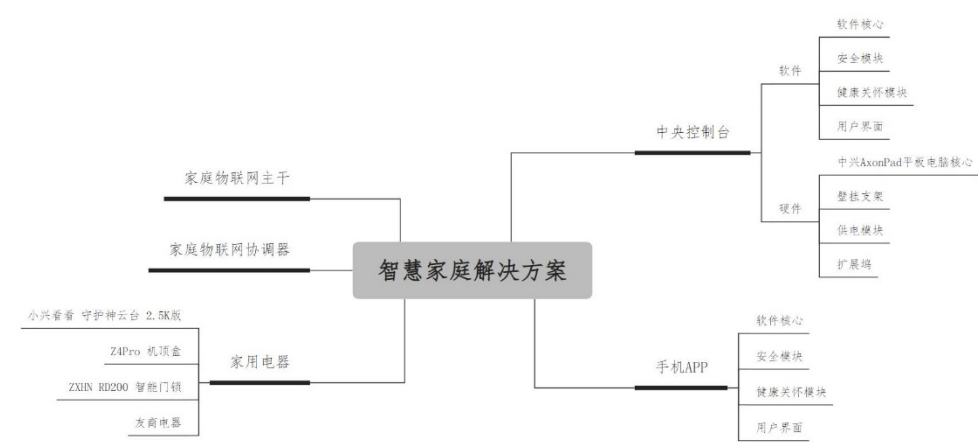 智慧家庭解决方案
中央控制台
软件
软件核心
安全模块
健康关怀模块
用户界面
硬件
中兴AxonPad平板电脑核心
壁挂支架
供电模块
扩展坞
手机APP
软件核心
安全模块
健康关怀模块
用户界面
家庭物联网主干
家庭物联网协调器
家用电器
小兴看看 守护神云台 2.5K版
Z4Pro 机顶盒
ZXHN RD200 智能门锁
友商电器